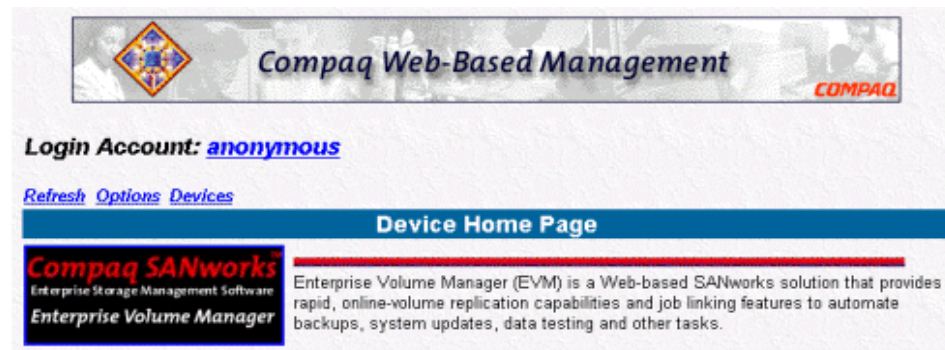 Compaq Web-Based Management
COMPAQ
Login Account: anonymous
Refresh Options Devices
Device Home Page
Compaq SANworks™
Enterprise Storage Management Software
Enterprise Volume Manager
Enterprise Volume Manager (EVM) is a Web-based SANworks solution that provides
rapid, online-volume replication capabilities and job linking features to automate
backups, system updates, data testing and other tasks.